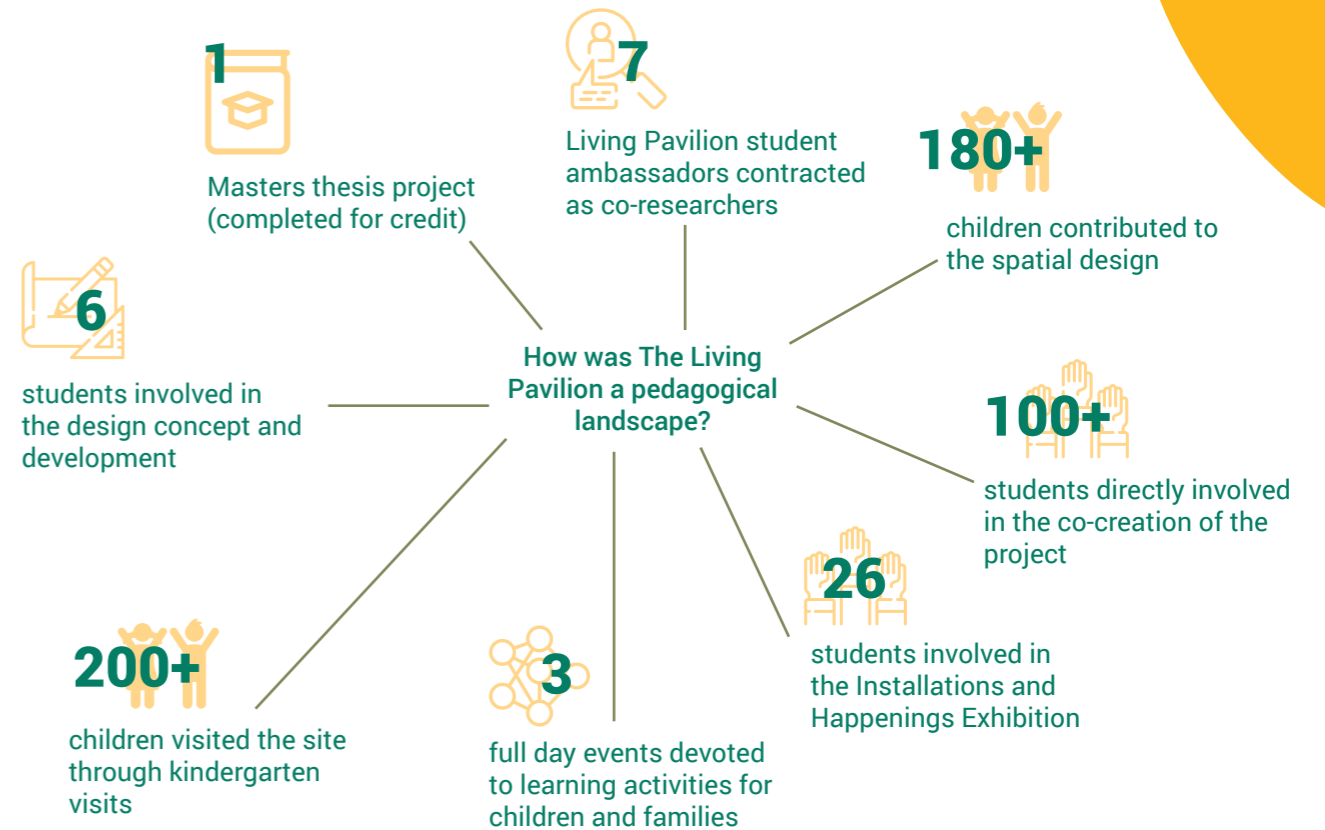 1
Masters thesis project
(completed for credit)
7
Living Pavilion student
ambassadors contracted
as co-researchers
180+
children contributed to
the spatial design
6
students involved in
the design concept and
development
How was The Living
Pavilion a pedagogical
landscape?
100+
students directly involved
in the co-creation of the
project
26
students involved in
the Installations and
Happenings Exhibition
200+
children visited the site
through kindergarten
visits
3
full day events devoted
to learning activities for
children and families